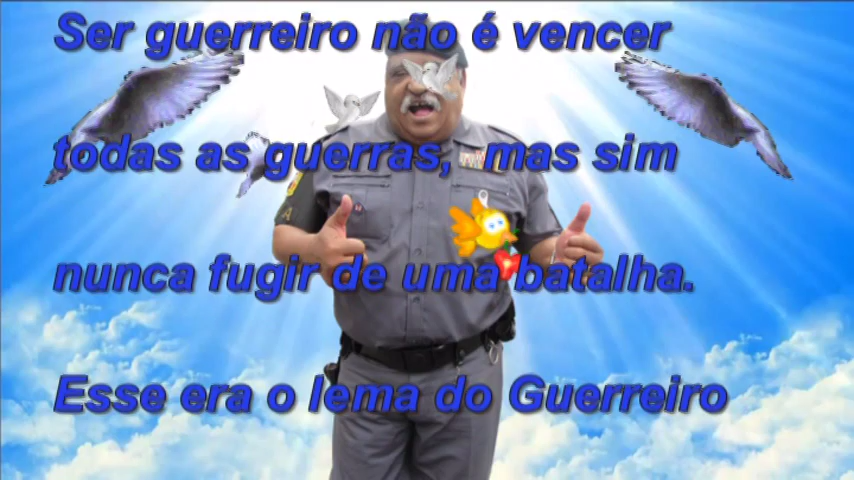 Ser guerreiro não é vencer
todas as guerras, mas sim
nunca fugir de uma batalha.
Esse era o lema do Guerreiro